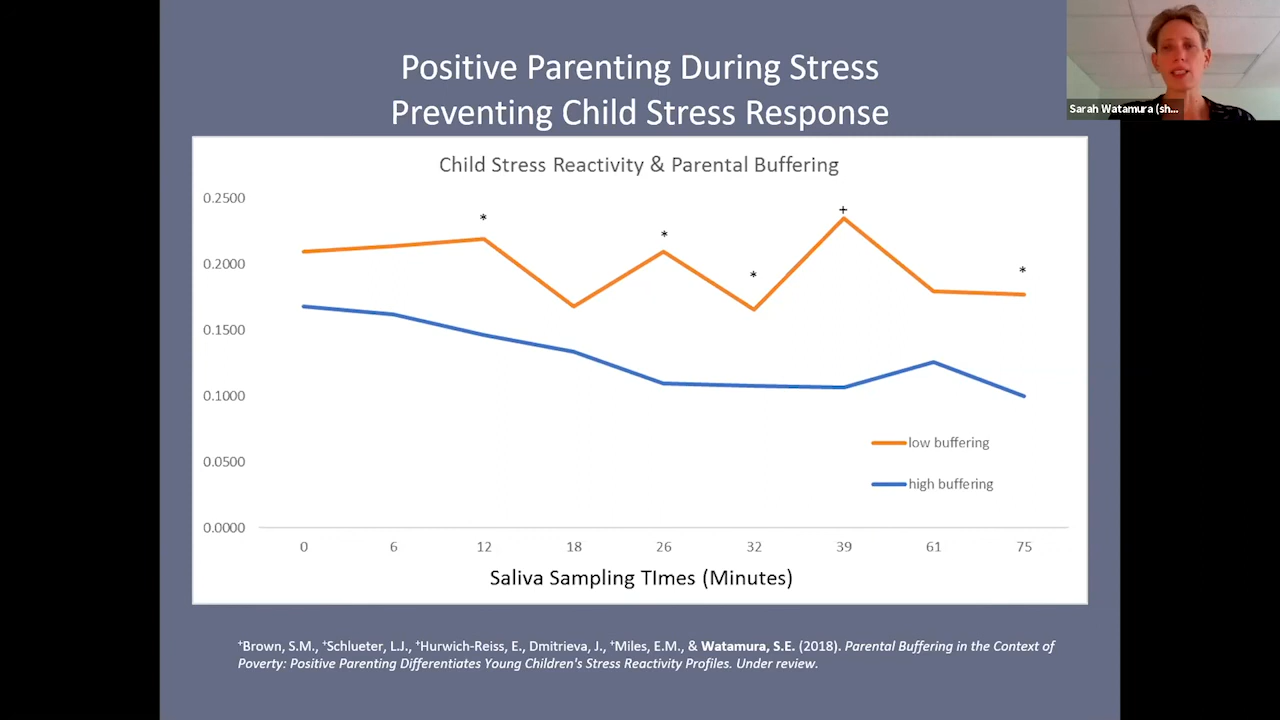 Positive Parenting During Stress
Preventing Child Stress Response
Sarah Watamura (sh...
Child Stress Reactivity & Parental Buffering
0.2500
0.2000
0.1500
0.1000
0.0500
0.0000
* * * + *
low buffering
high buffering
0 6 12 18 26 32 39 61 75
Saliva Sampling TImes (Minutes)
⁺Brown, S.M., ⁺Schlueter, L.J., ⁺Hurwich-Reiss, E., Dmitrieva, J., ⁺Miles, E.M., & Watamura, S.E. (2018). Parental Buffering in the Context of
Poverty: Positive Parenting Differentiates Young Children's Stress Reactivity Profiles. Under review.